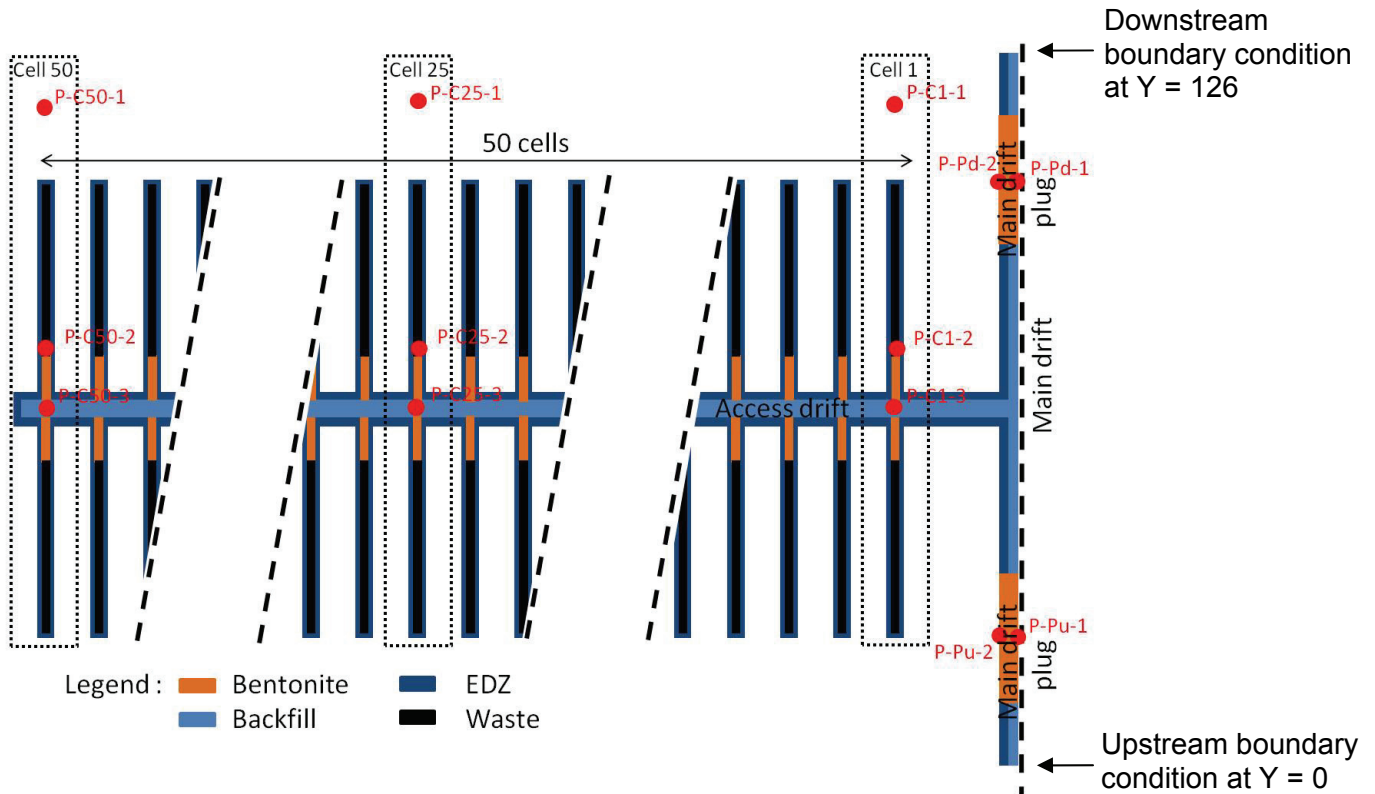 Downstream
boundary condition
at Y = 126
Cell 50
Cell 25
Cell 1
P-C50-1
P-C25-1
P-C1-1
50 cells
P-Pd-2
P-Pd-1
Main drift
plug
P-C50-2
P-C25-2
P-C1-2
P-C50-3
P-C25-3
Access drift
P-C1-3
Main drift
P-Pu-1
P-Pu-2
Main drift
plug
Legend :
Bentonite
EDZ
Backfill
Waste
Upstream boundary
condition at Y = 0